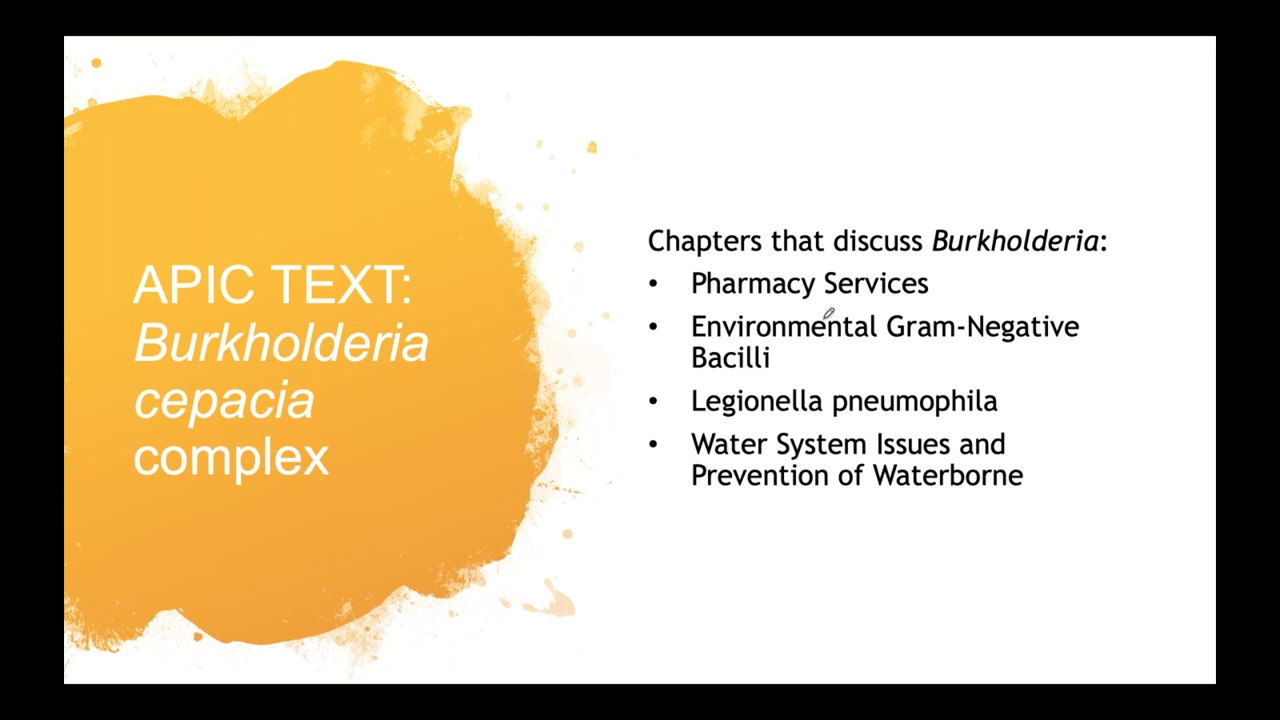 APIC TEXT:
Burkholderia
cepacia
complex
Chapters that discuss Burkholderia:
• Pharmacy Services
• Environmental Gram-Negative
Bacilli
• Legionella pneumophila
• Water System Issues and
Prevention of Waterborne